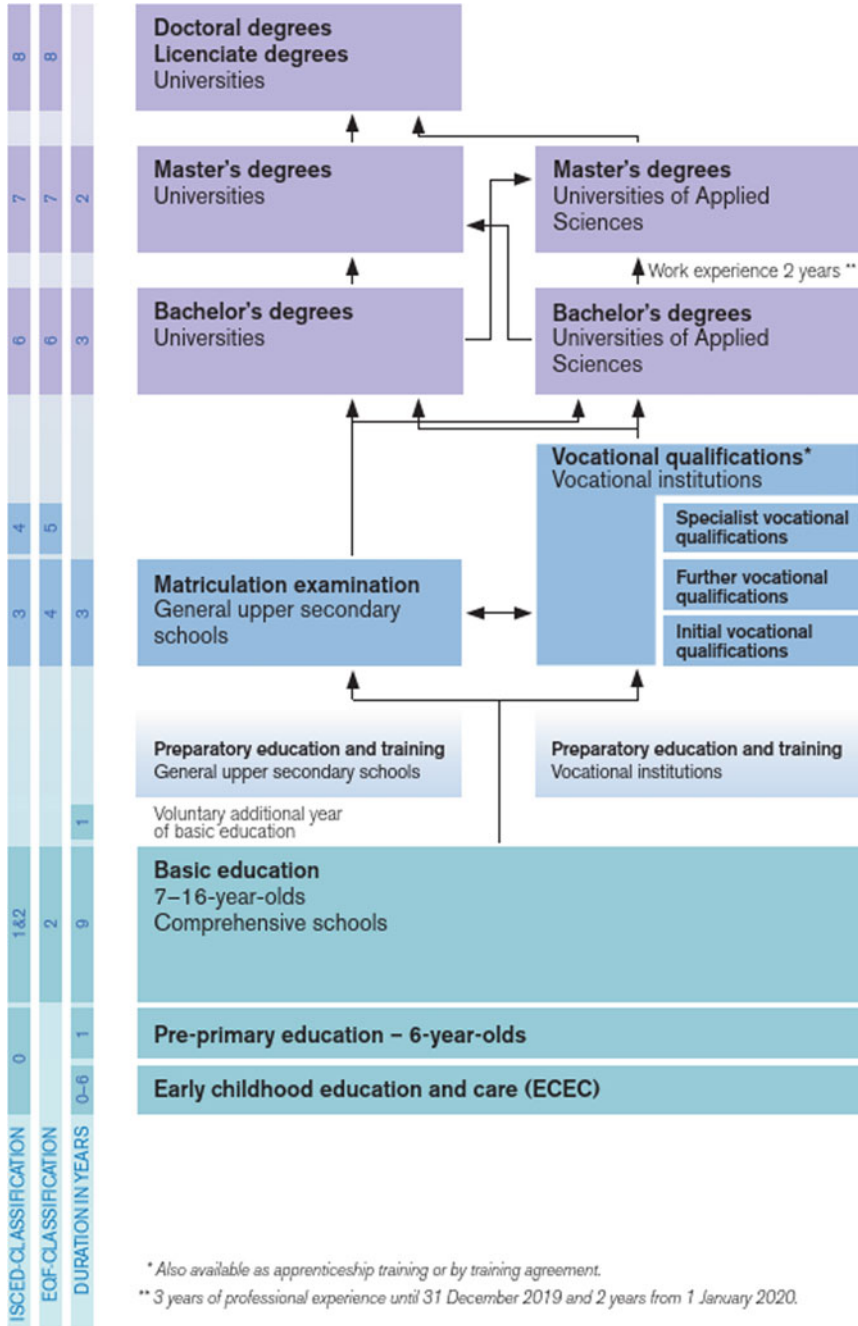 Doctoral degrees
Licenciate degrees
Universities
8
8
Master's degrees
Universities
Master's degrees
Universities of Applied
Sciences
7
7
2
Work experience 2 years **
Bachelor's degrees
Universities
Bachelor's degrees
Universities of Applied
Sciences
6
6
3
Vocational qualifications*
Vocational institutions
Specialist vocational
qualifications
4
5
Matriculation examination
General upper secondary
schools
Further vocational
qualifications
Initial vocational
qualifications
3
4
3
Preparatory education and training
General upper secondary schools
Preparatory education and training
Vocational institutions
Voluntary additional year
of basic education
1
Basic education
7–16-year-olds
Comprehensive schools
1&2
2
9
Pre-primary education – 6-year-olds
1
0
Early childhood education and care (ECEC)
0–6
ISCED-CLASSIFICATION
EQF-CLASSIFICATION
DURATION IN YEARS
* Also available as apprenticeship training or by training agreement.
** 3 years of professional experience until 31 December 2019 and 2 years from 1 January 2020.